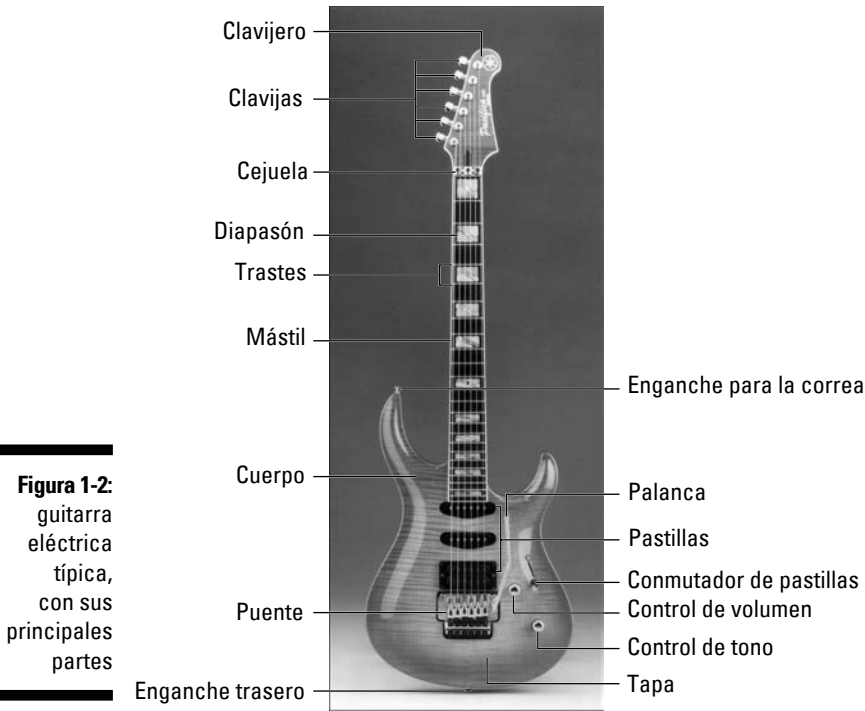 Clavijero
Clavijas
Cejuela
Diapasón
Trastes
Mástil
Enganche para la correa
Cuerpo
Palanca
Pastillas
Conmutador de pastillas
Puente
Control de volumen
Control de tono
Tapa
Enganche trasero
Figura 1-2:
guitarra
eléctrica
típica,
con sus
principales
partes
Pacifica